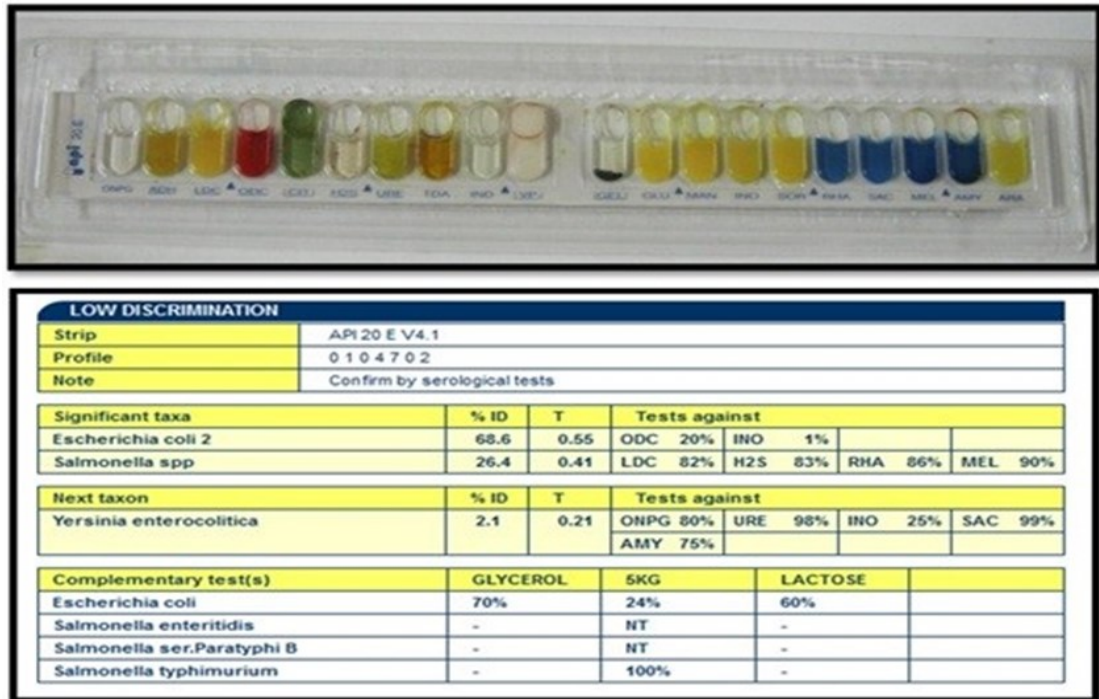 api 20 E
ONPG ADH LDC ODC |CIT| H2S URE TDA IND |VP| |GEL| GLU MAN INO SOR RHA SAC MEL AMY ARA
LOW DISCRIMINATION
Strip API 20 E V4.1
Profile 0 1 0 4 7 0 2
Note Confirm by serological tests
Significant taxa % ID T Tests against
Escherichia coli 2 68.6 0.55 ODC 20% INO 1%
Salmonella spp 26.4 0.41 LDC 82% H2S 83% RHA 86% MEL 90%
Next taxon % ID T Tests against
Yersinia enterocolitica 2.1 0.21 ONPG 80% URE 98% INO 25% SAC 99%
AMY 75%
Complementary test(s) GLYCEROL 5KG LACTOSE
Escherichia coli 70% 24% 60%
Salmonella enteritidis - NT -
Salmonella ser.Paratyphi B - NT -
Salmonella typhimurium - 100% -